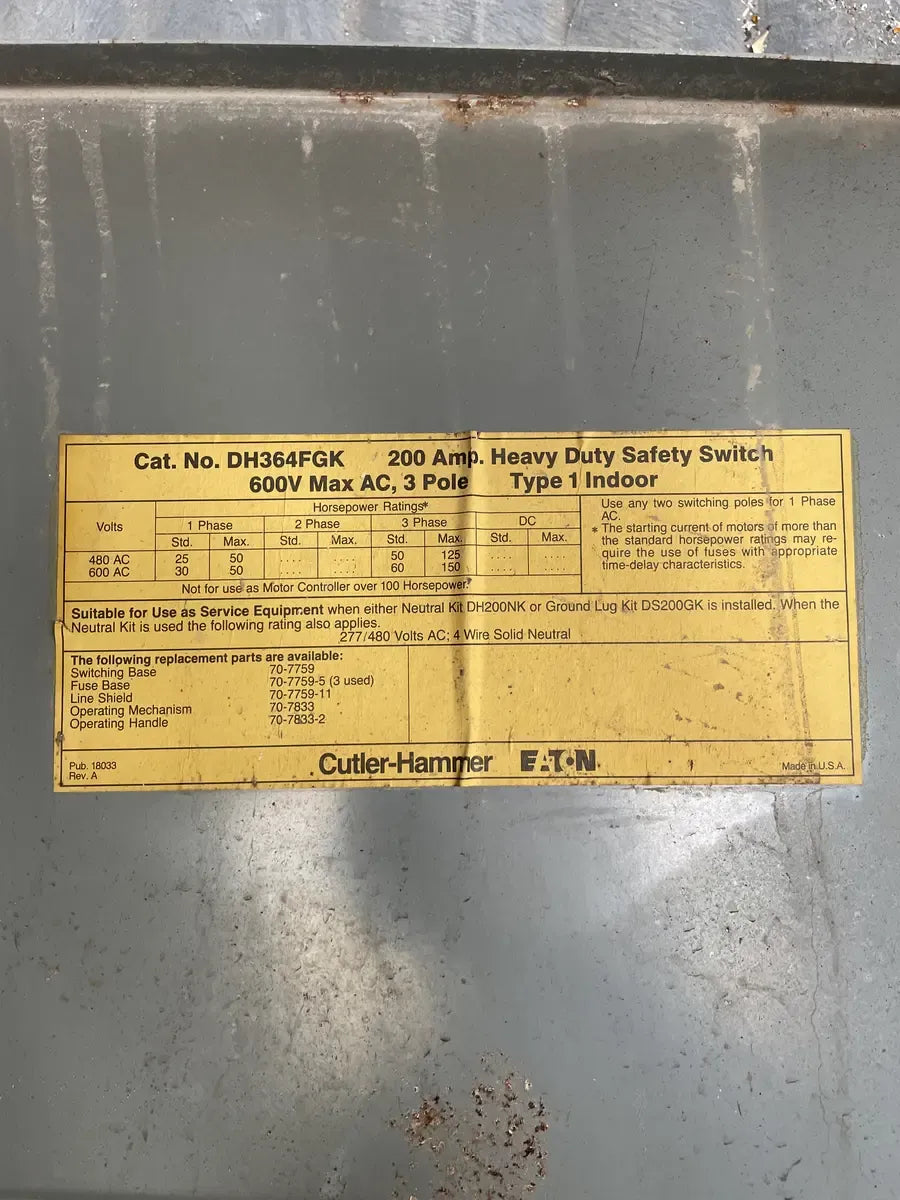 Cat. No. DH364FGK 200 Amp. Heavy Duty Safety Switch
600V Max AC, 3 Pole Type 1 Indoor
Horsepower Ratings*
Volts 1 Phase 2 Phase 3 Phase DC
Std. Max. Std. Max. Std. Max. Std. Max.
480 AC 25 50 .... .... 50 125 .... ....
600 AC 30 50 .... .... 60 150 .... ....
Not for use as Motor Controller over 100 Horsepower.
Use any two switching poles for 1 Phase
AC.
* The starting current of motors of more than
the standard horsepower ratings may re-
quire the use of fuses with appropriate
time-delay characteristics.
Suitable for Use as Service Equipment when either Neutral Kit DH200NK or Ground Lug Kit DS200GK is installed. When the
Neutral Kit is used the following rating also applies.
277/480 Volts AC; 4 Wire Solid Neutral
The following replacement parts are available:
Switching Base 70-7759
Fuse Base 70-7759-5 (3 used)
Line Shield 70-7759-11
Operating Mechanism 70-7833
Operating Handle 70-7833-2
Pub. 18033
Rev. A
Cutler-Hammer EATON
Made in U.S.A.